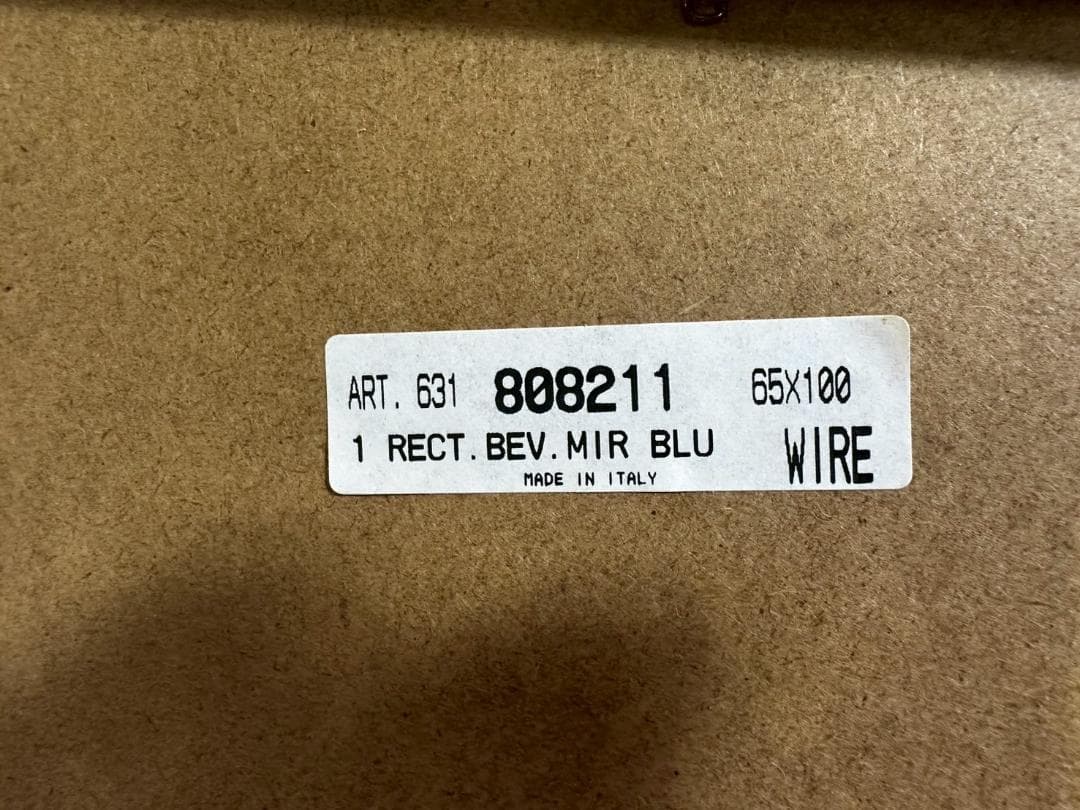 ART. 631 808211 65X100
1 RECT. BEV. MIR BLU WIRE
MADE IN ITALY